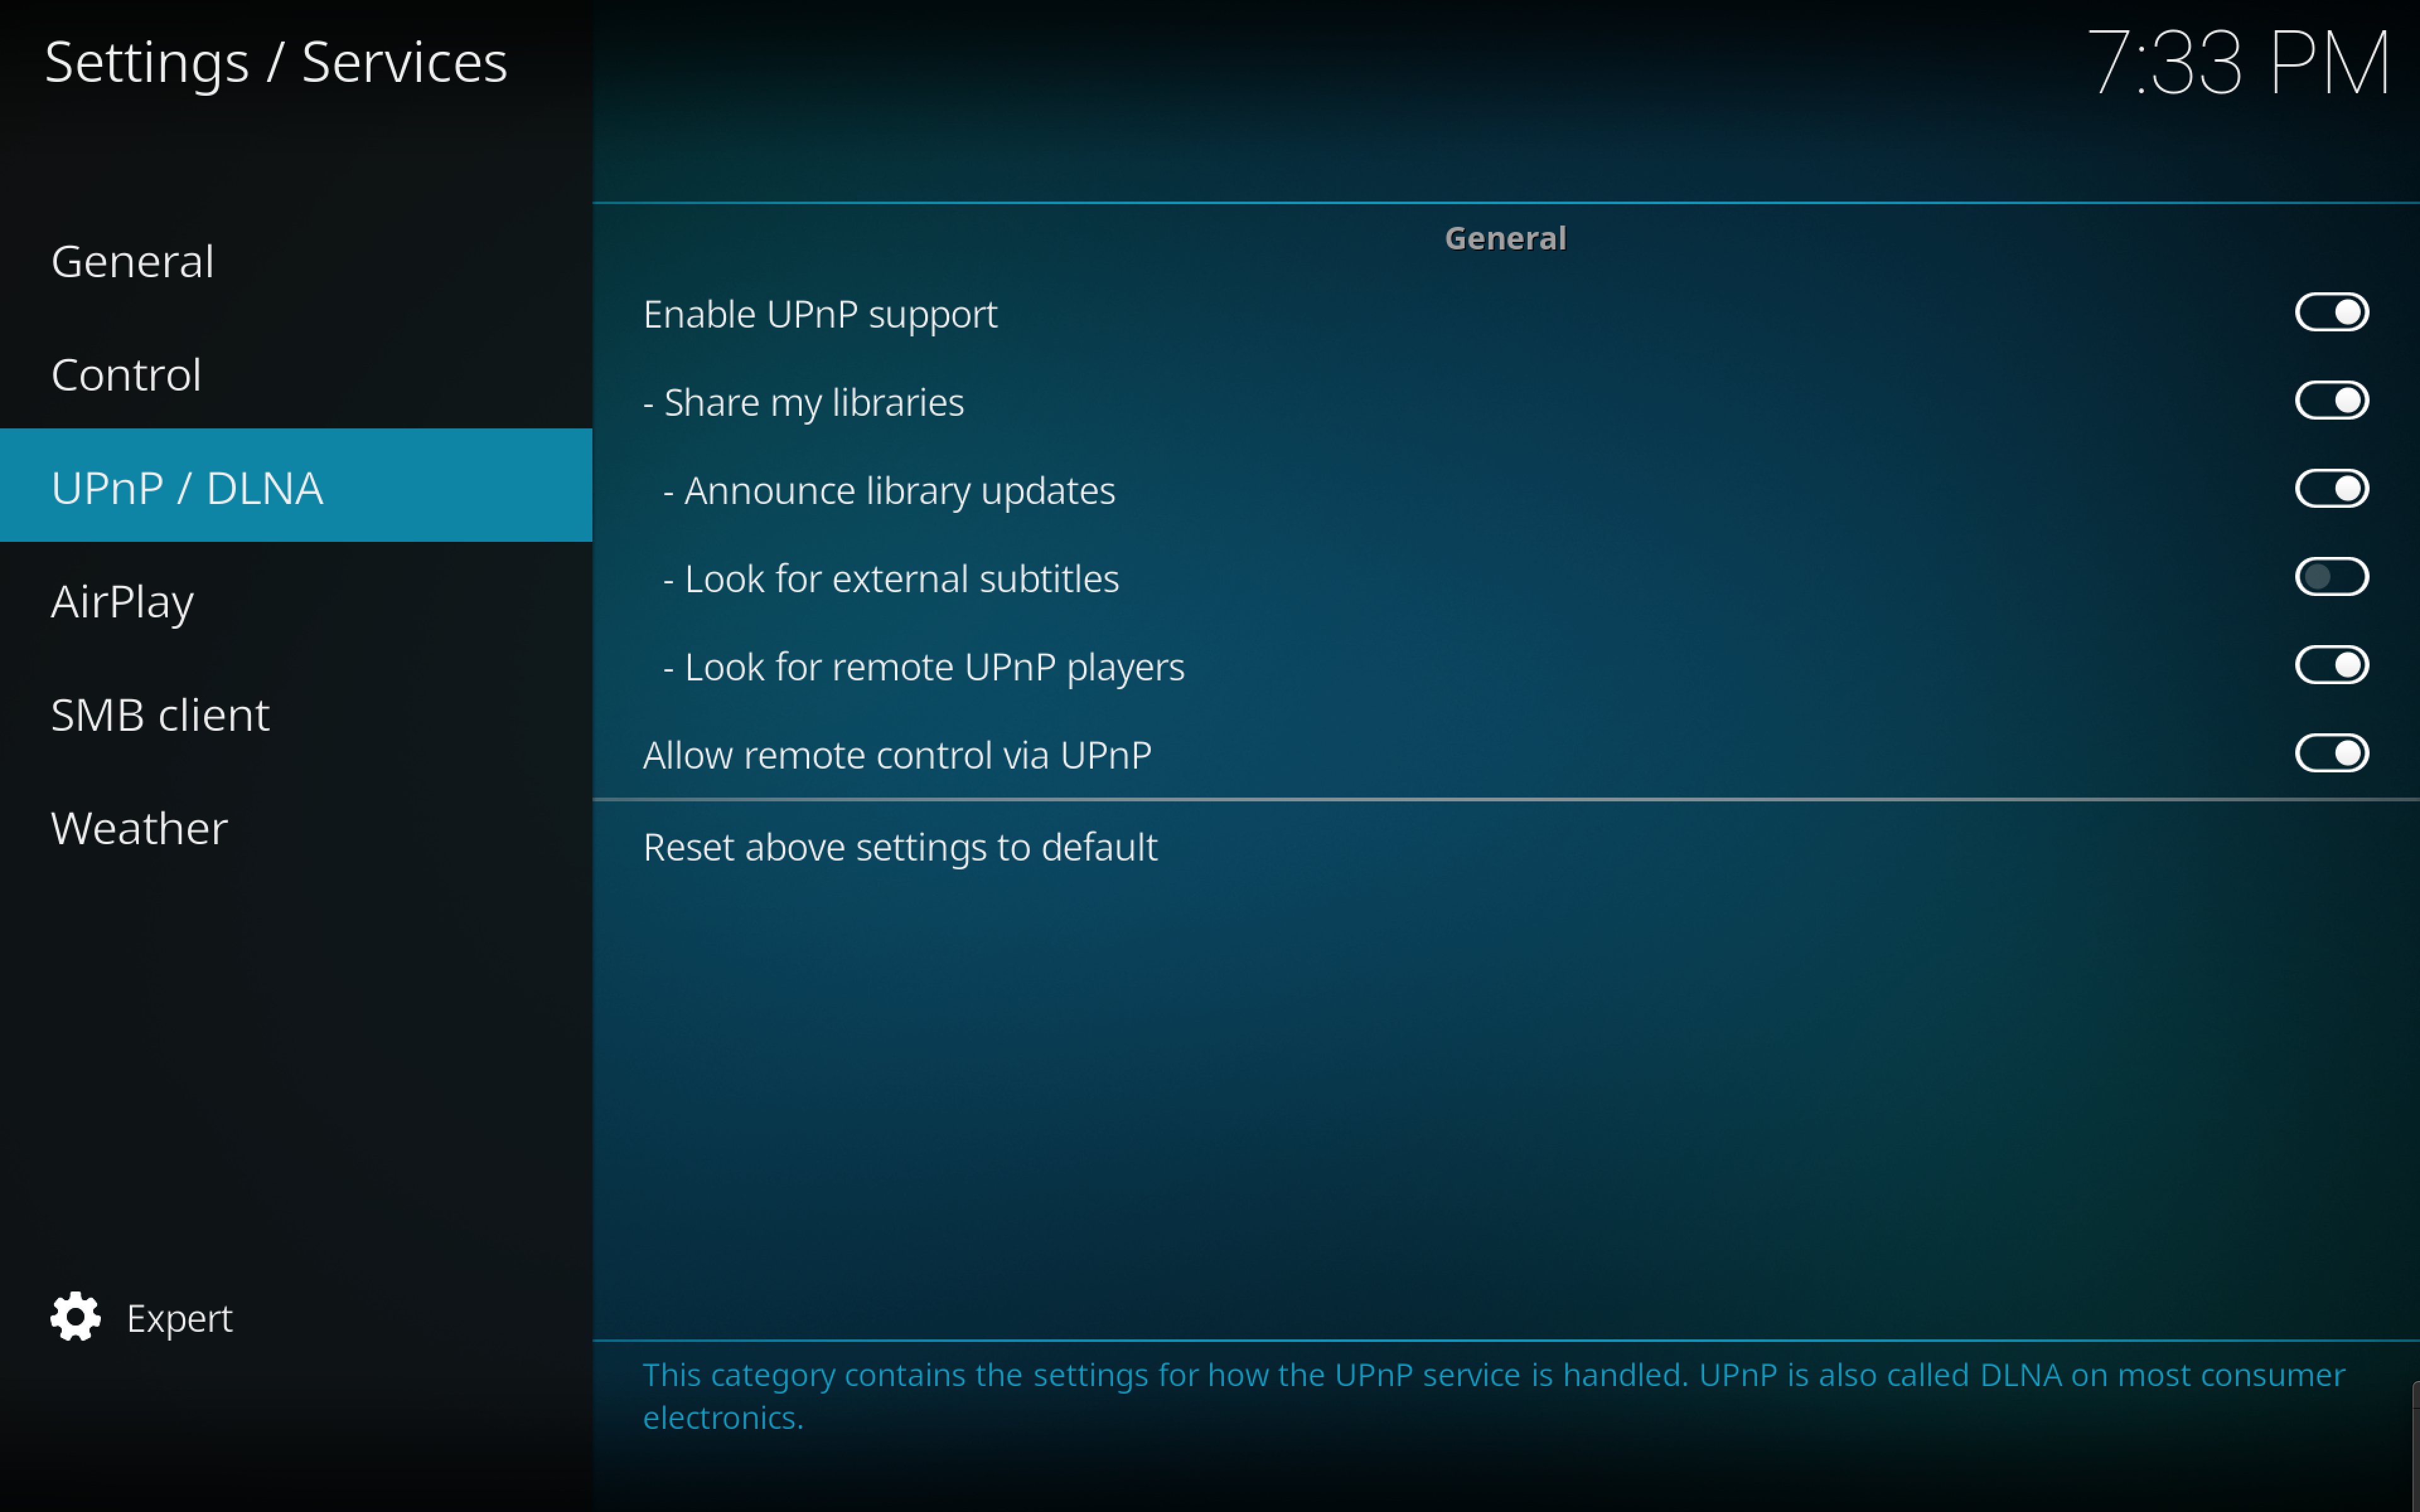 Settings / Services
7:33 PM
General
Control
UPnP / DLNA
AirPlay
SMB client
Weather
Expert
General
Enable UPnP support
- Share my libraries
- Announce library updates
- Look for external subtitles
- Look for remote UPnP players
Allow remote control via UPnP
Reset above settings to default
This category contains the settings for how the UPnP service is handled. UPnP is also called DLNA on most consumer
electronics.